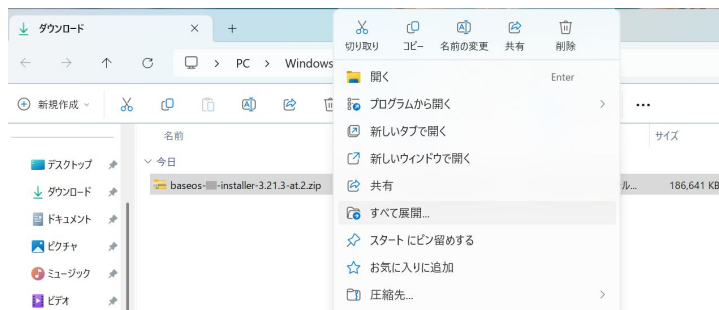 ダウンロード
切り取り コピー 名前の変更 共有 削除
PC > Windows
開く Enter
新規作成
プログラムから開く
名前
サイズ
新しいタブで開く
今日
デスクトップ
新しいウィンドウで開く
baseos- -installer-3.21.3-at.2.zip
186,641 KB
ダウンロード
共有
ドキュメント
すべて展開...
ピクチャ
スタート にピン留めする
ミュージック
お気に入りに追加
ビデオ
圧縮先...